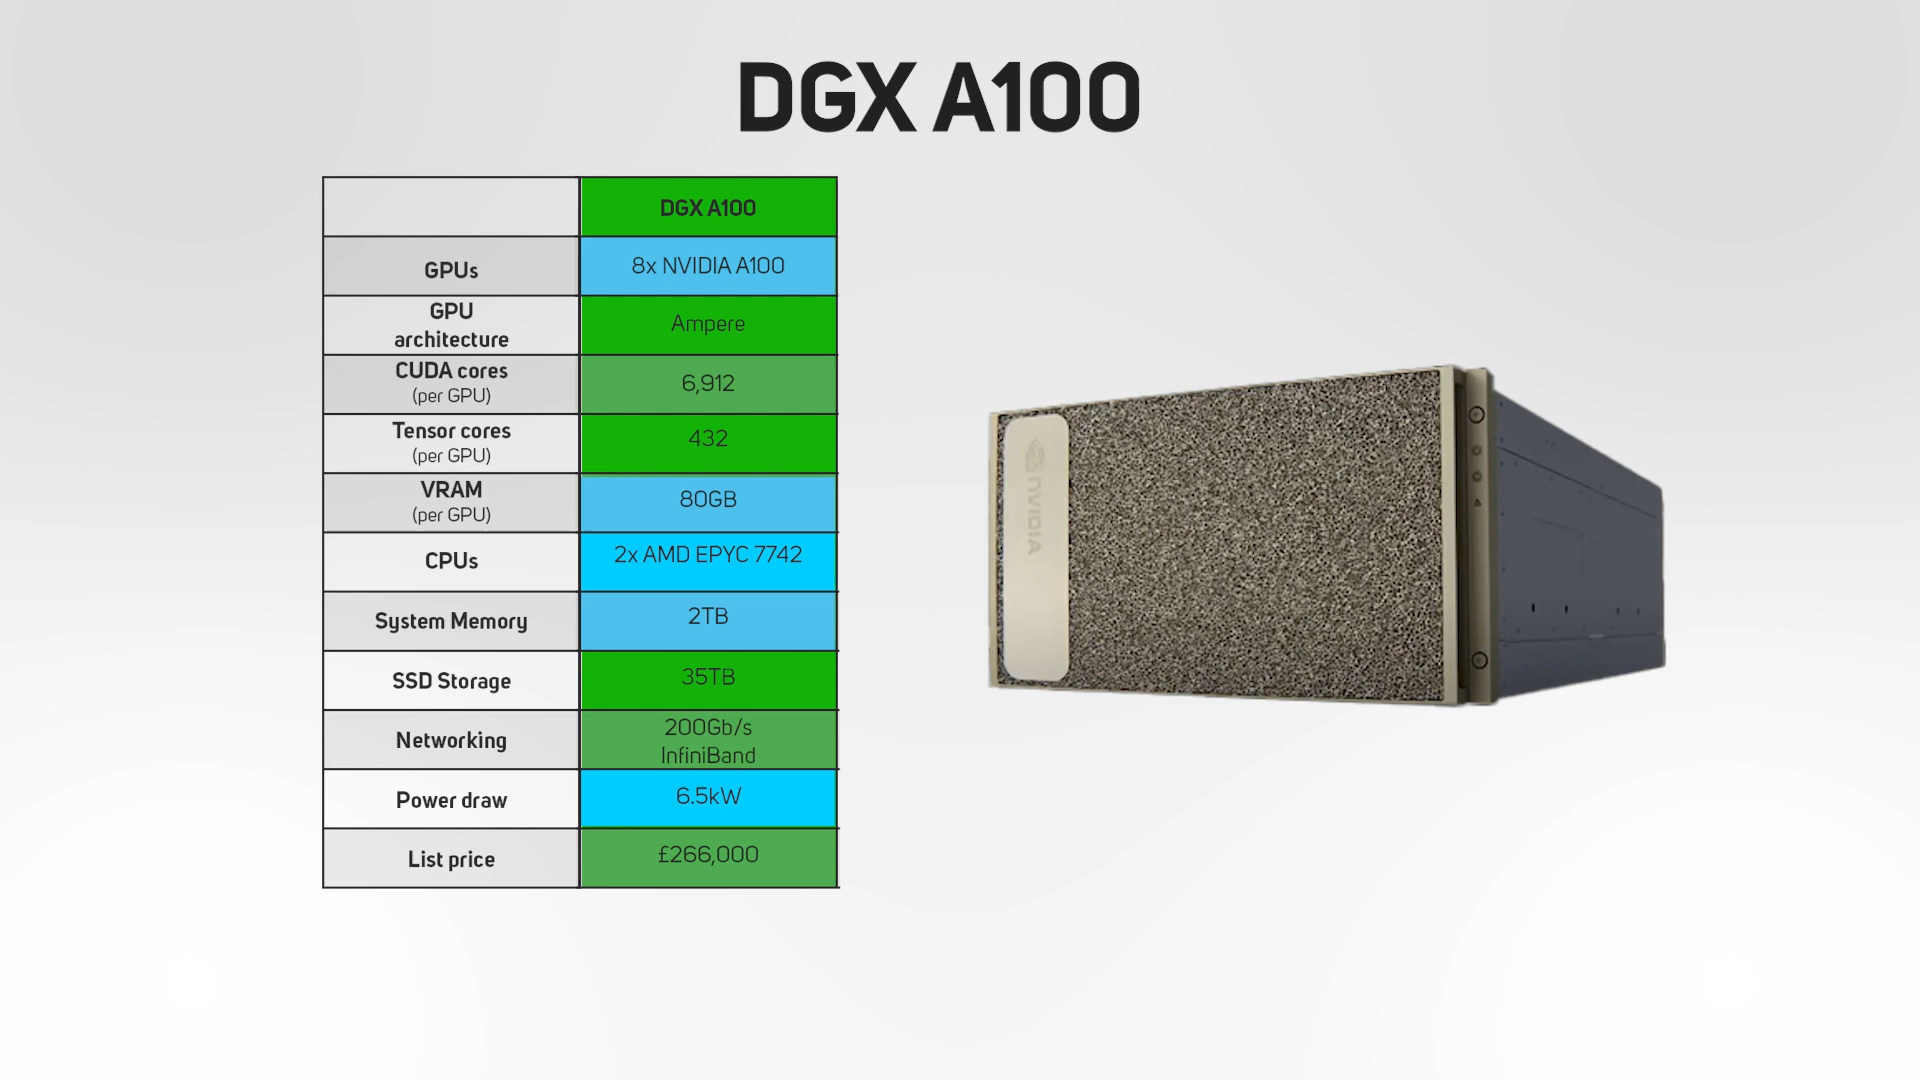 DGX A100
DGX A100
GPUs
8x NVIDIA A100
GPU
architecture
Ampere
CUDA cores
(per GPU)
6,912
Tensor cores
(per GPU)
432
VRAM
(per GPU)
80GB
CPUs
2x AMD EPYC 7742
System Memory
2TB
SSD Storage
35TB
Networking
200Gb/s
InfiniBand
Power draw
6.5kW
List price
£266,000
NVIDIA